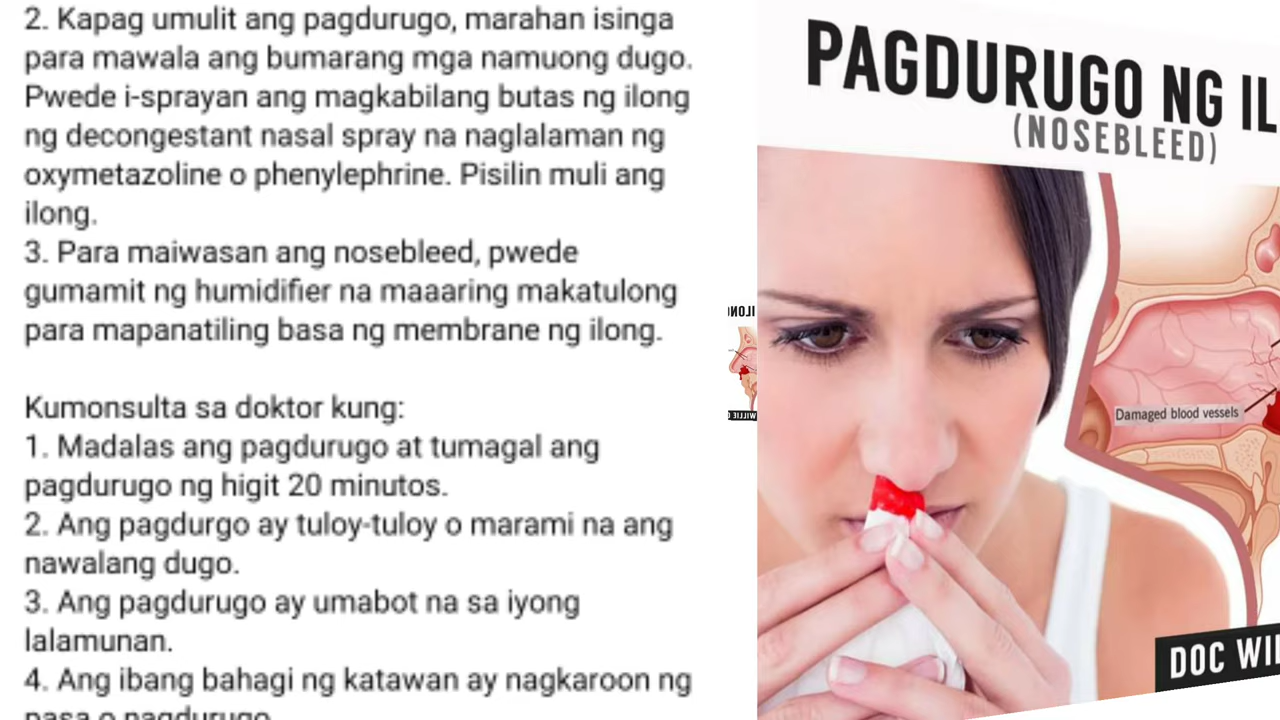 2. Kapag umulit ang pagdurugo, marahan isinga
para mawala ang bumarang mga namuong dugo.
Pwede i-sprayan ang magkabilang butas ng ilong
ng decongestant nasal spray na naglalaman ng
oxymetazoline o phenylephrine. Pisilin muli ang
ilong.
3. Para maiwasan ang nosebleed, pwede
gumamit ng humidifier na maaaring makatulong
para mapanatiling basa ng membrane ng ilong.
Kumonsulta sa doktor kung:
1. Madalas ang pagdurugo at tumagal ang
pagdurugo ng higit 20 minutos.
2. Ang pagdurgo ay tuloy-tuloy o marami na ang
nawalang dugo.
3. Ang pagdurugo ay umabot na sa iyong
lalamunan.
4. Ang ibang bahagi ng katawan ay nagkaroon ng
pasa o pagdurugo
ILONG
WILLIE
PAGDURUGO NG IL
(NOSEBLEED)
Damaged blood vessels
DOC WI